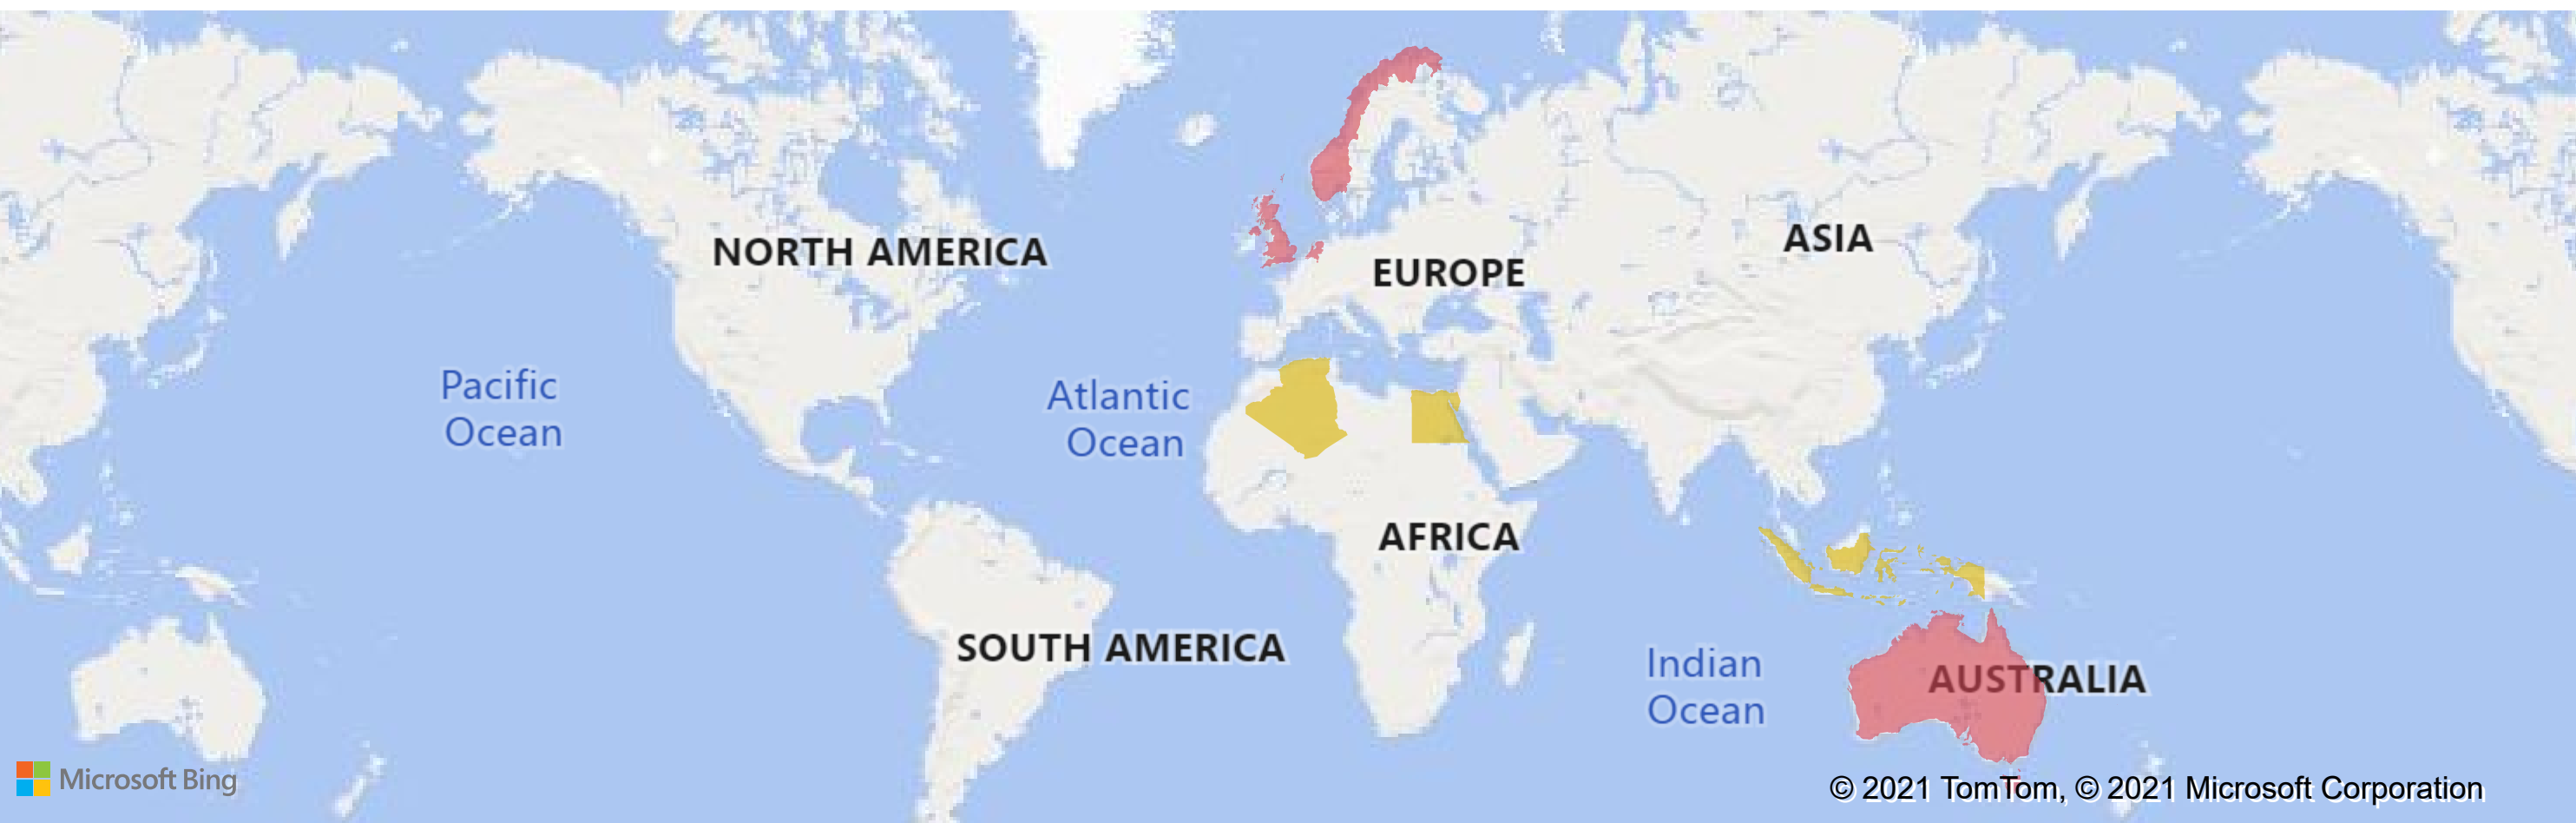 NORTH AMERICA
EUROPE
ASIA
Pacific
Ocean
Atlantic
Ocean
AFRICA
SOUTH AMERICA
Indian
Ocean
AUSTRALIA
Microsoft Bing
© 2021 TomTom, © 2021 Microsoft Corporation